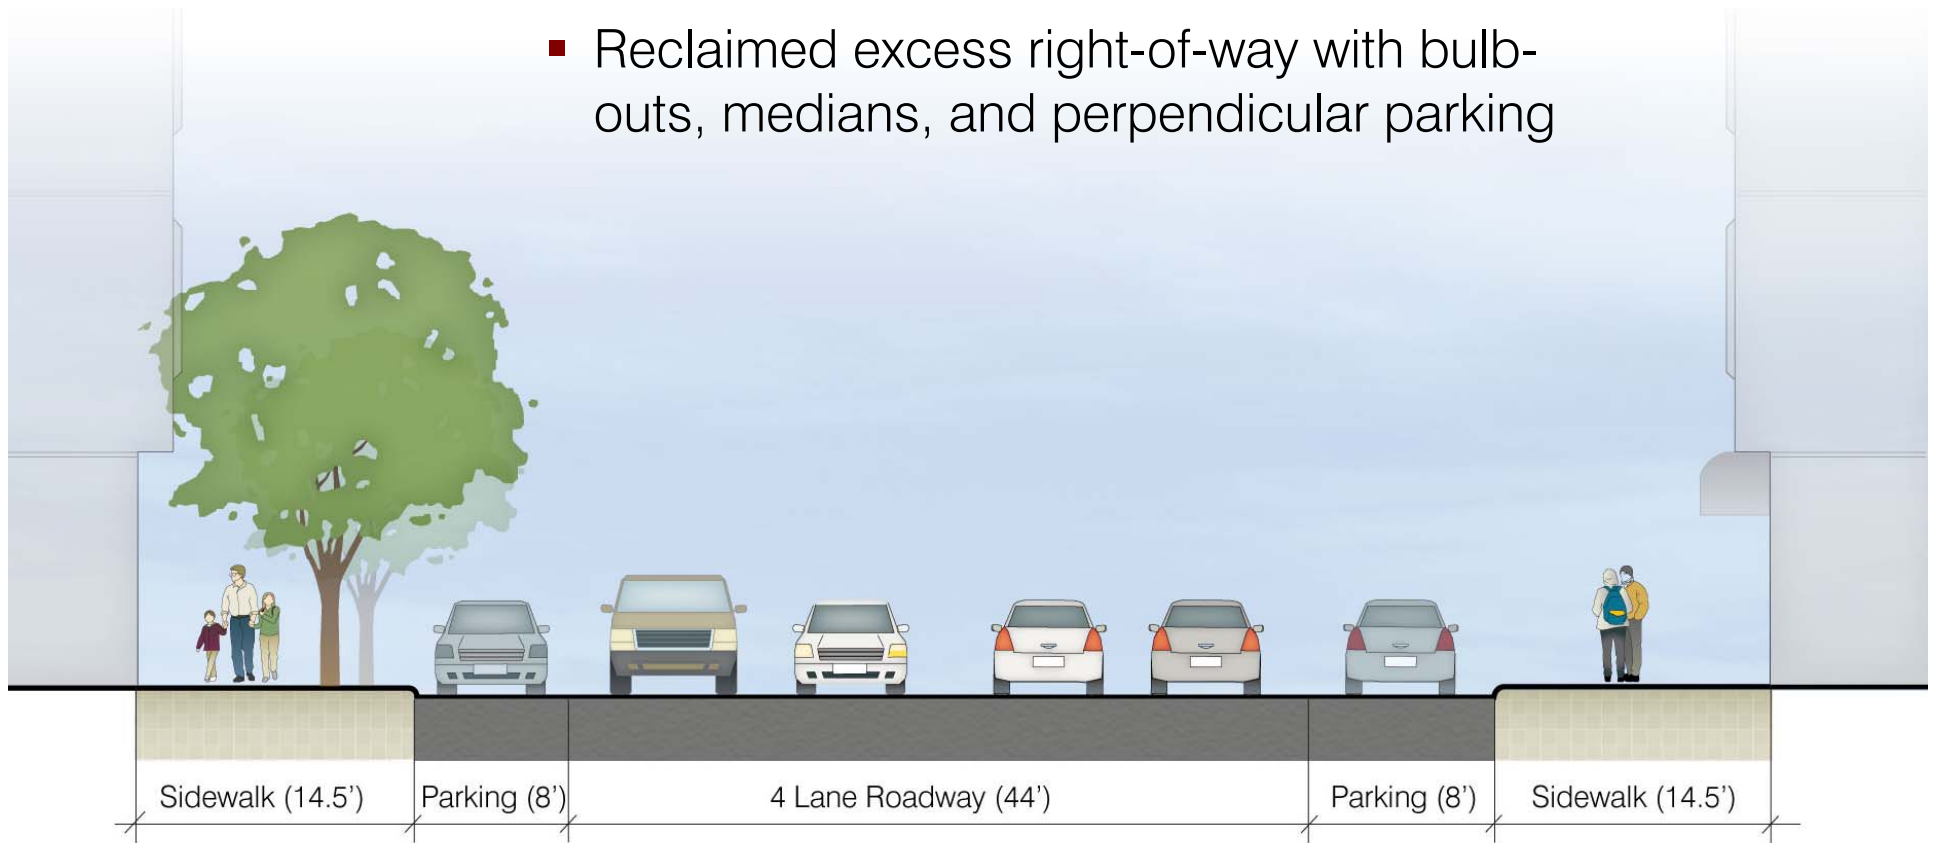 ▪ Reclaimed excess right-of-way with bulb-
outs, medians, and perpendicular parking
Sidewalk (14.5’) Parking (8’) 4 Lane Roadway (44’) Parking (8’) Sidewalk (14.5’)